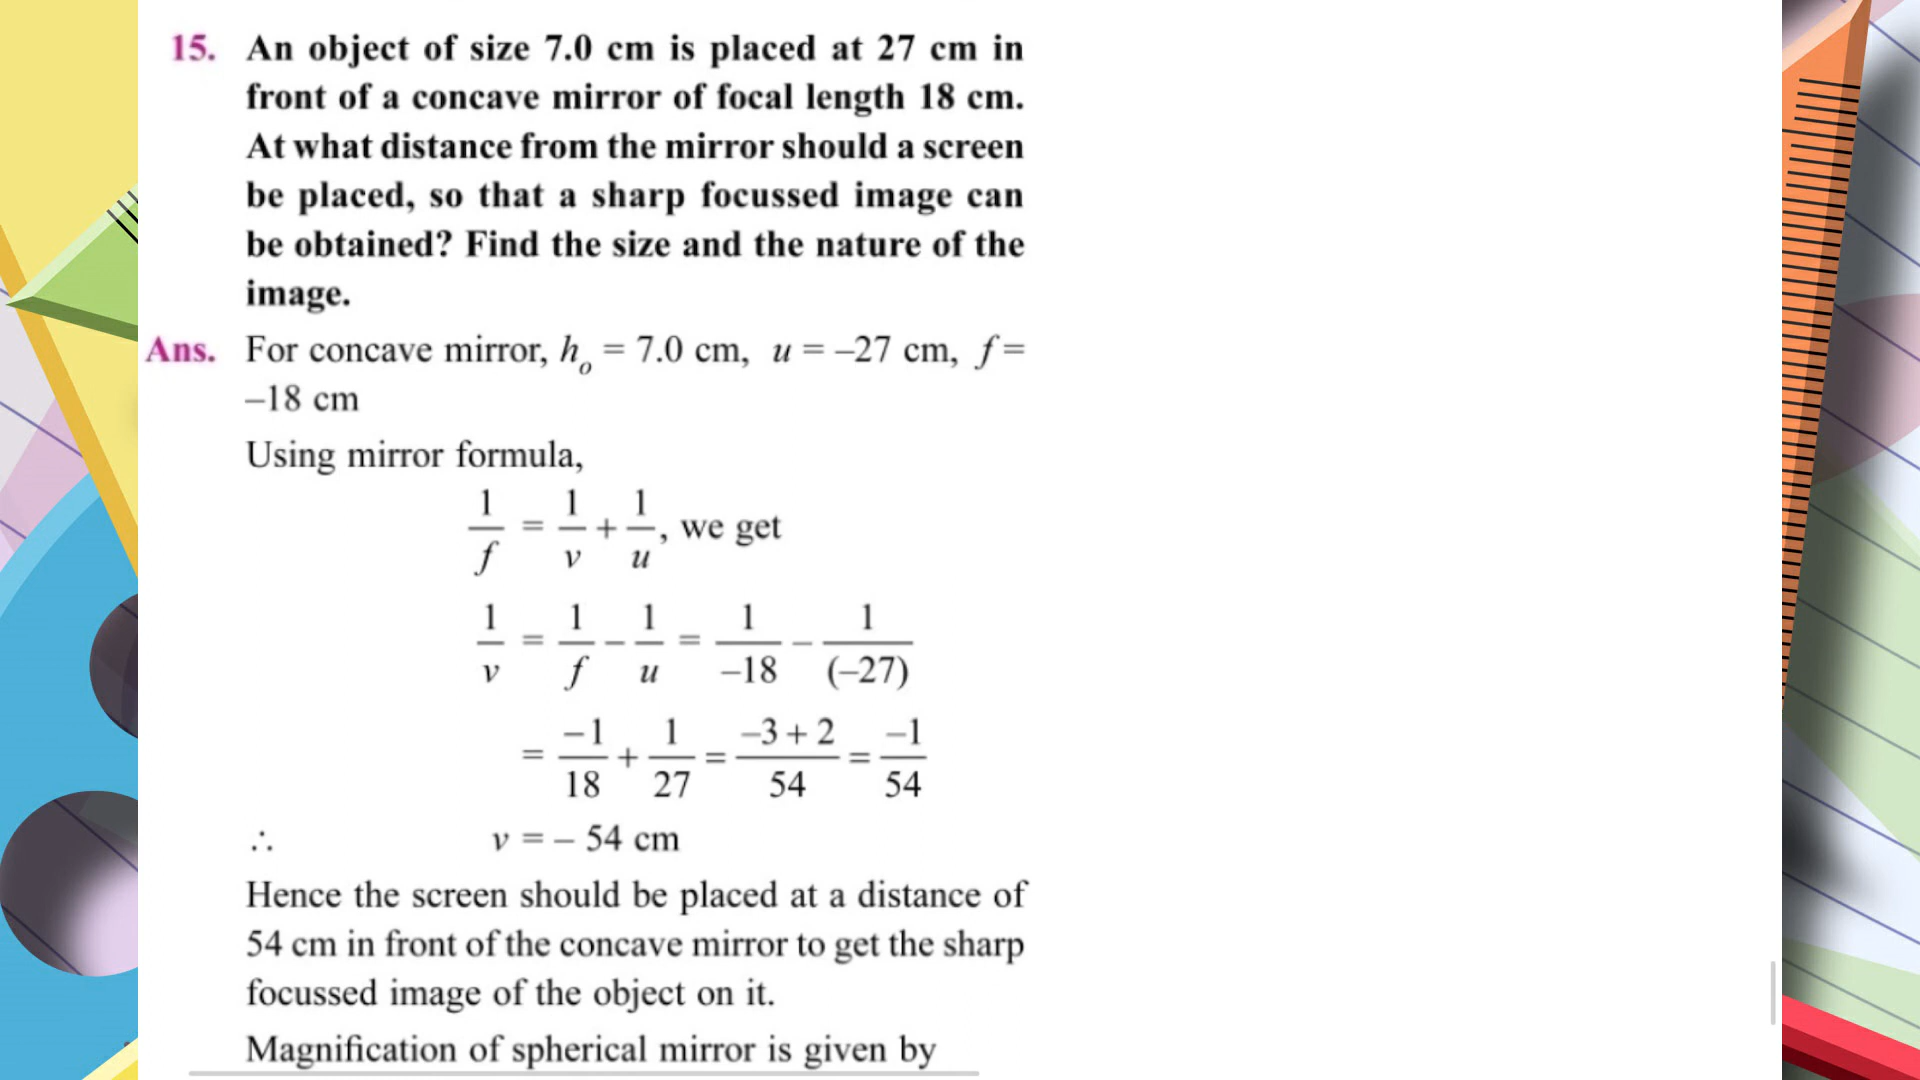 15. An object of size 7.0 cm is placed at 27 cm in
front of a concave mirror of focal length 18 cm.
At what distance from the mirror should a screen
be placed, so that a sharp focussed image can
be obtained? Find the size and the nature of the
image.
Ans. For concave mirror, hₒ = 7.0 cm, u = –27 cm, f =
–18 cm
Using mirror formula,
1/f = 1/v + 1/u, we get
1/v = 1/f – 1/u = 1/–18 – 1/(–27)
= –1/18 + 1/27 = –3 + 2/54 = –1/54
∴ v = – 54 cm
Hence the screen should be placed at a distance of
54 cm in front of the concave mirror to get the sharp
focussed image of the object on it.
Magnification of spherical mirror is given by